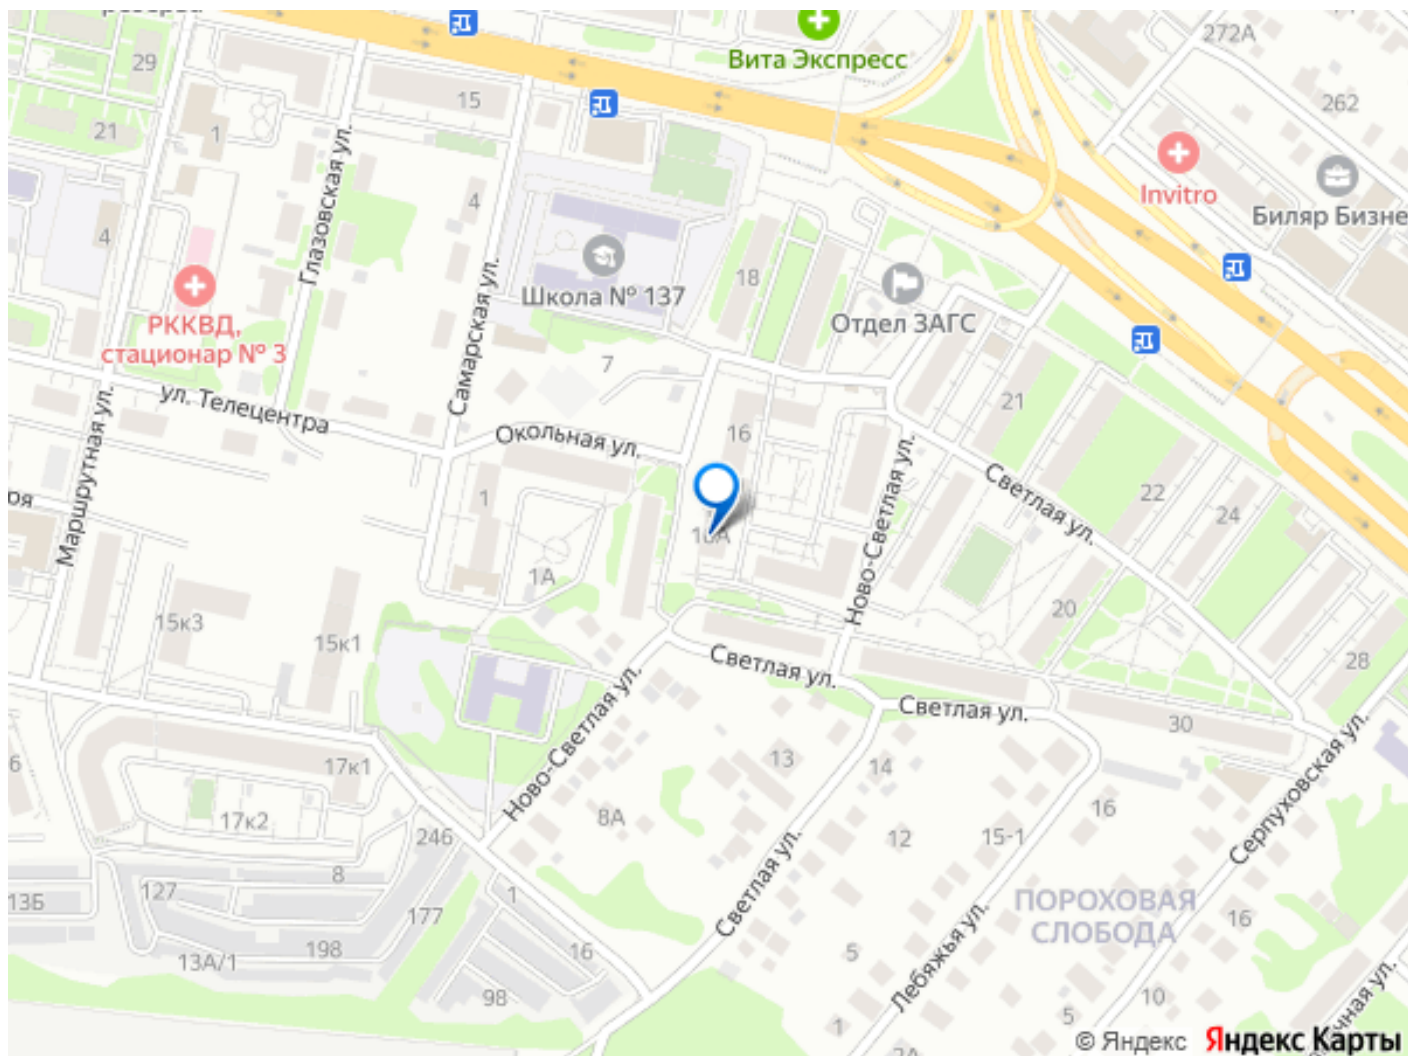 272А
Вита Экспресс
29
15
262
21
1
Invitro
Биляр Бизне
Глазовская ул.
4
4
Школа № 137
18
Отдел ЗАГС
РККВД,
стационар № 3
Самарская ул.
7
ул. Телецентра
21
Окольная ул.
16
Маршрутная ул.
1
Светлая ул.
22
24
Ново-Светлая ул.
1А
20
15к3
15к1
Светлая ул.
28
Ново-Светлая ул.
Светлая ул.
30
6
17к1
13
14
Серпуховская ул.
17к2
8А
16
246
12
15-1
8
Светлая ул.
13Б
127
1
177
ПОРОХОВАЯ
СЛОБОДА
16
198
16
13А/1
5
Лебяжья ул.
98
10
5
1
2А
чная ул.
© Яндекс Яндекс Карты